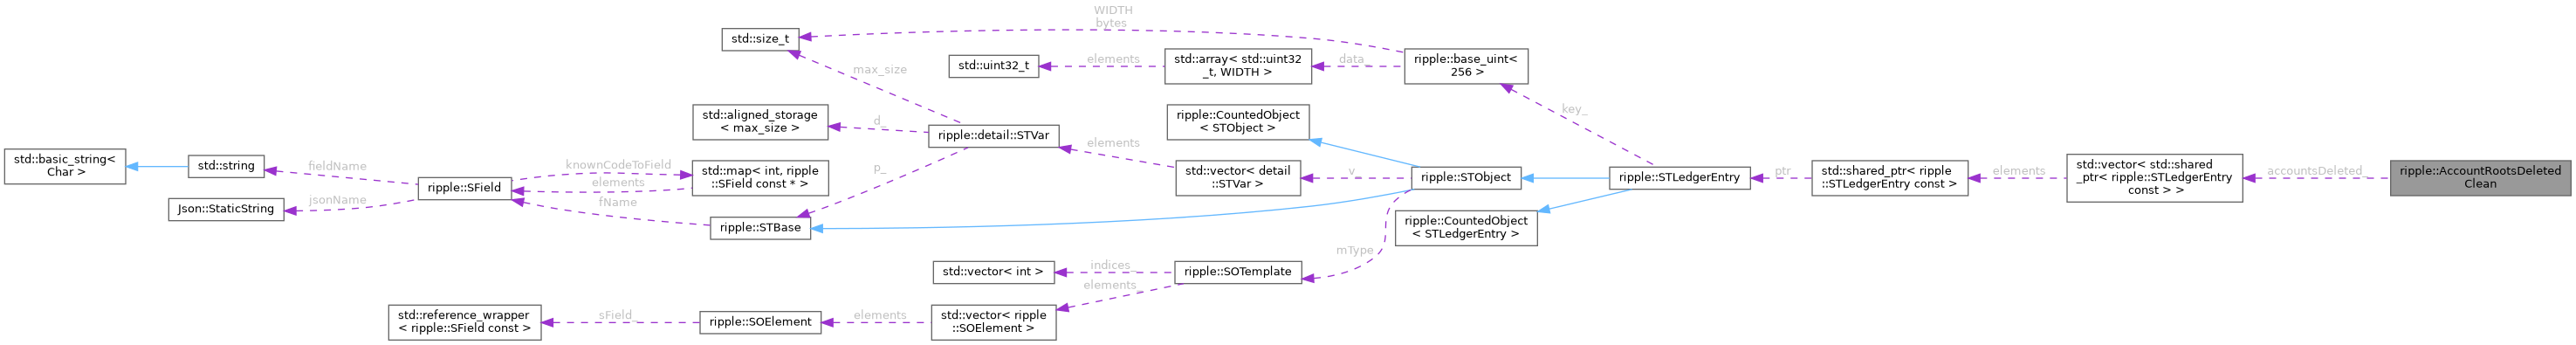 WIDTH
bytes
std::size_t
max_size
std::uint32_t
elements
std::array< std::uint32
_t, WIDTH >
data_
ripple::base_uint<
256 >
key_
std::aligned_storage
< max_size >
d_
ripple::detail::STVar
elements
ripple::CountedObject
< STObject >
std::basic_string<
Char >
std::string
fieldName
knownCodeToField
elements
fName
jsonName
ripple::SField
Json::StaticString
std::map< int, ripple
::SField const * >
p_
ripple::STBase
std::vector< detail
::STVar >
v_
ripple::STObject
ripple::STLedgerEntry
ptr
std::shared_ptr< ripple
::STLedgerEntry const >
elements
std::vector< std::shared
_ptr< ripple::STLedgerEntry
const > >
accountsDeleted_
ripple::AccountRootsDeleted
Clean
ripple::CountedObject
< STLedgerEntry >
mType
std::vector< int >
indices_
ripple::SOTemplate
elements_
std::reference_wrapper
< ripple::SField const >
sField_
ripple::SOElement
elements
std::vector< ripple
::SOElement >